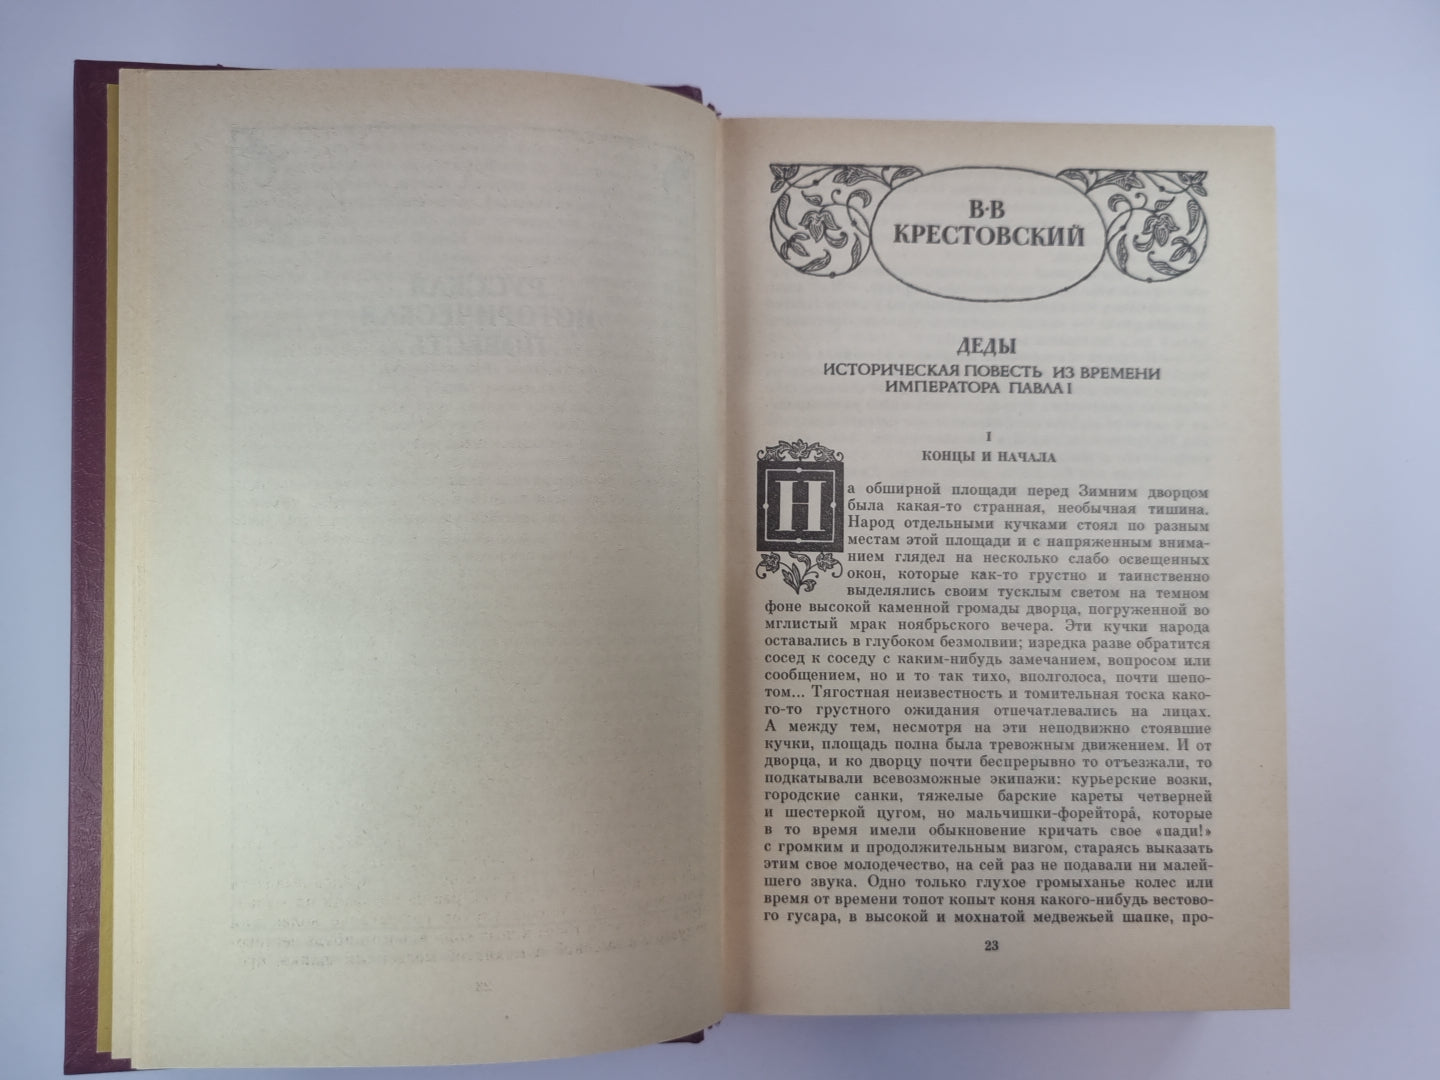 В·В
КРЕСТОВСКИЙ
ДЕДЫ
ИСТОРИЧЕСКАЯ ПОВЕСТЬ ИЗ ВРЕМЕНИ
ИМПЕРАТОРА ПАВЛА I
I
КОНЦЫ И НАЧАЛА
На обширной площади перед Зимним дворцом
была какая-то странная, необычная тишина.
Народ отдельными кучками стоял по разным
местам этой площади и с напряженным внима-
нием глядел на несколько слабо освещенных
окон, которые как-то грустно и таинственно
выделялись своим тусклым светом на темном
фоне высокой каменной громады дворца, погруженной во
мглистый мрак ноябрьского вечера. Эти кучки народа
оставались в глубоком безмолвии; изредка разве обратится
сосед к соседу с каким-нибудь замечанием, вопросом или
сообщением, но и то так тихо, вполголоса, почти шепо-
том... Тягостная неизвестность и томительная тоска како-
го-то грустного ожидания отпечатлевались на лицах.
А между тем, несмотря на эти неподвижно стоявшие
кучки, площадь полна была тревожным движением. И от
дворца, и ко дворцу почти беспрерывно то отъезжали, то
подкатывали всевозможные экипажи: курьерские возки,
городские санки, тяжелые барские кареты четверней
и шестеркой цугом, но мальчишки-форейтора́, которые
в то время имели обыкновение кричать свое «пади!»
с громким и продолжительным визгом, стараясь выказать
этим свое молодечество, на сей раз не подавали ни малей-
шего звука. Одно только глухое громыханье колес или
время от времени топот копыт коня какого-нибудь вестово-
го гусара, в высокой и мохнатой медвежьей шапке, про-
23